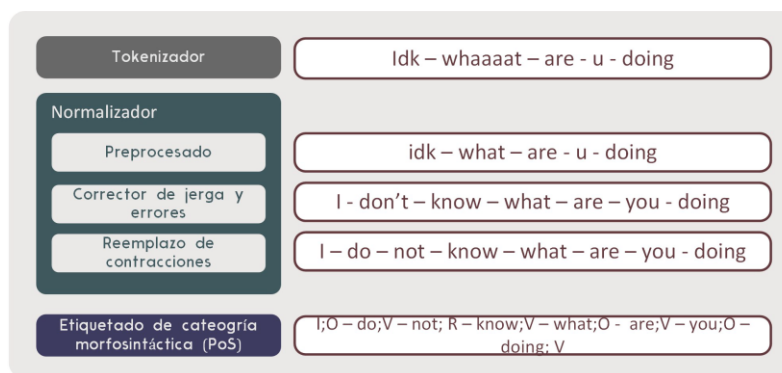 Tokenizador
Idk – whaaaat – are - u - doing
Normalizador
Preprocesado
idk – what – are - u - doing
Corrector de jerga y
errores
I - don’t – know – what – are – you - doing
Reemplazo de
contracciones
I – do – not – know – what – are – you - doing
Etiquetado de cateogría
morfosintáctica (PoS)
I;O – do;V – not; R – know;V – what;O - are;V – you;O –
doing; V